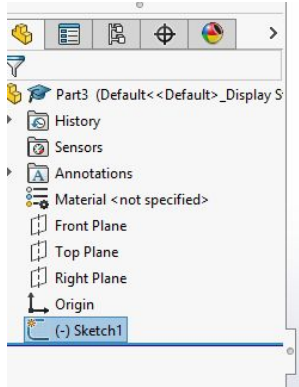 Part3 (Default<<Default>_Display S
History
Sensors
A Annotations
Material <not specified>
Front Plane
Top Plane
Right Plane
Origin
(-) Sketch1